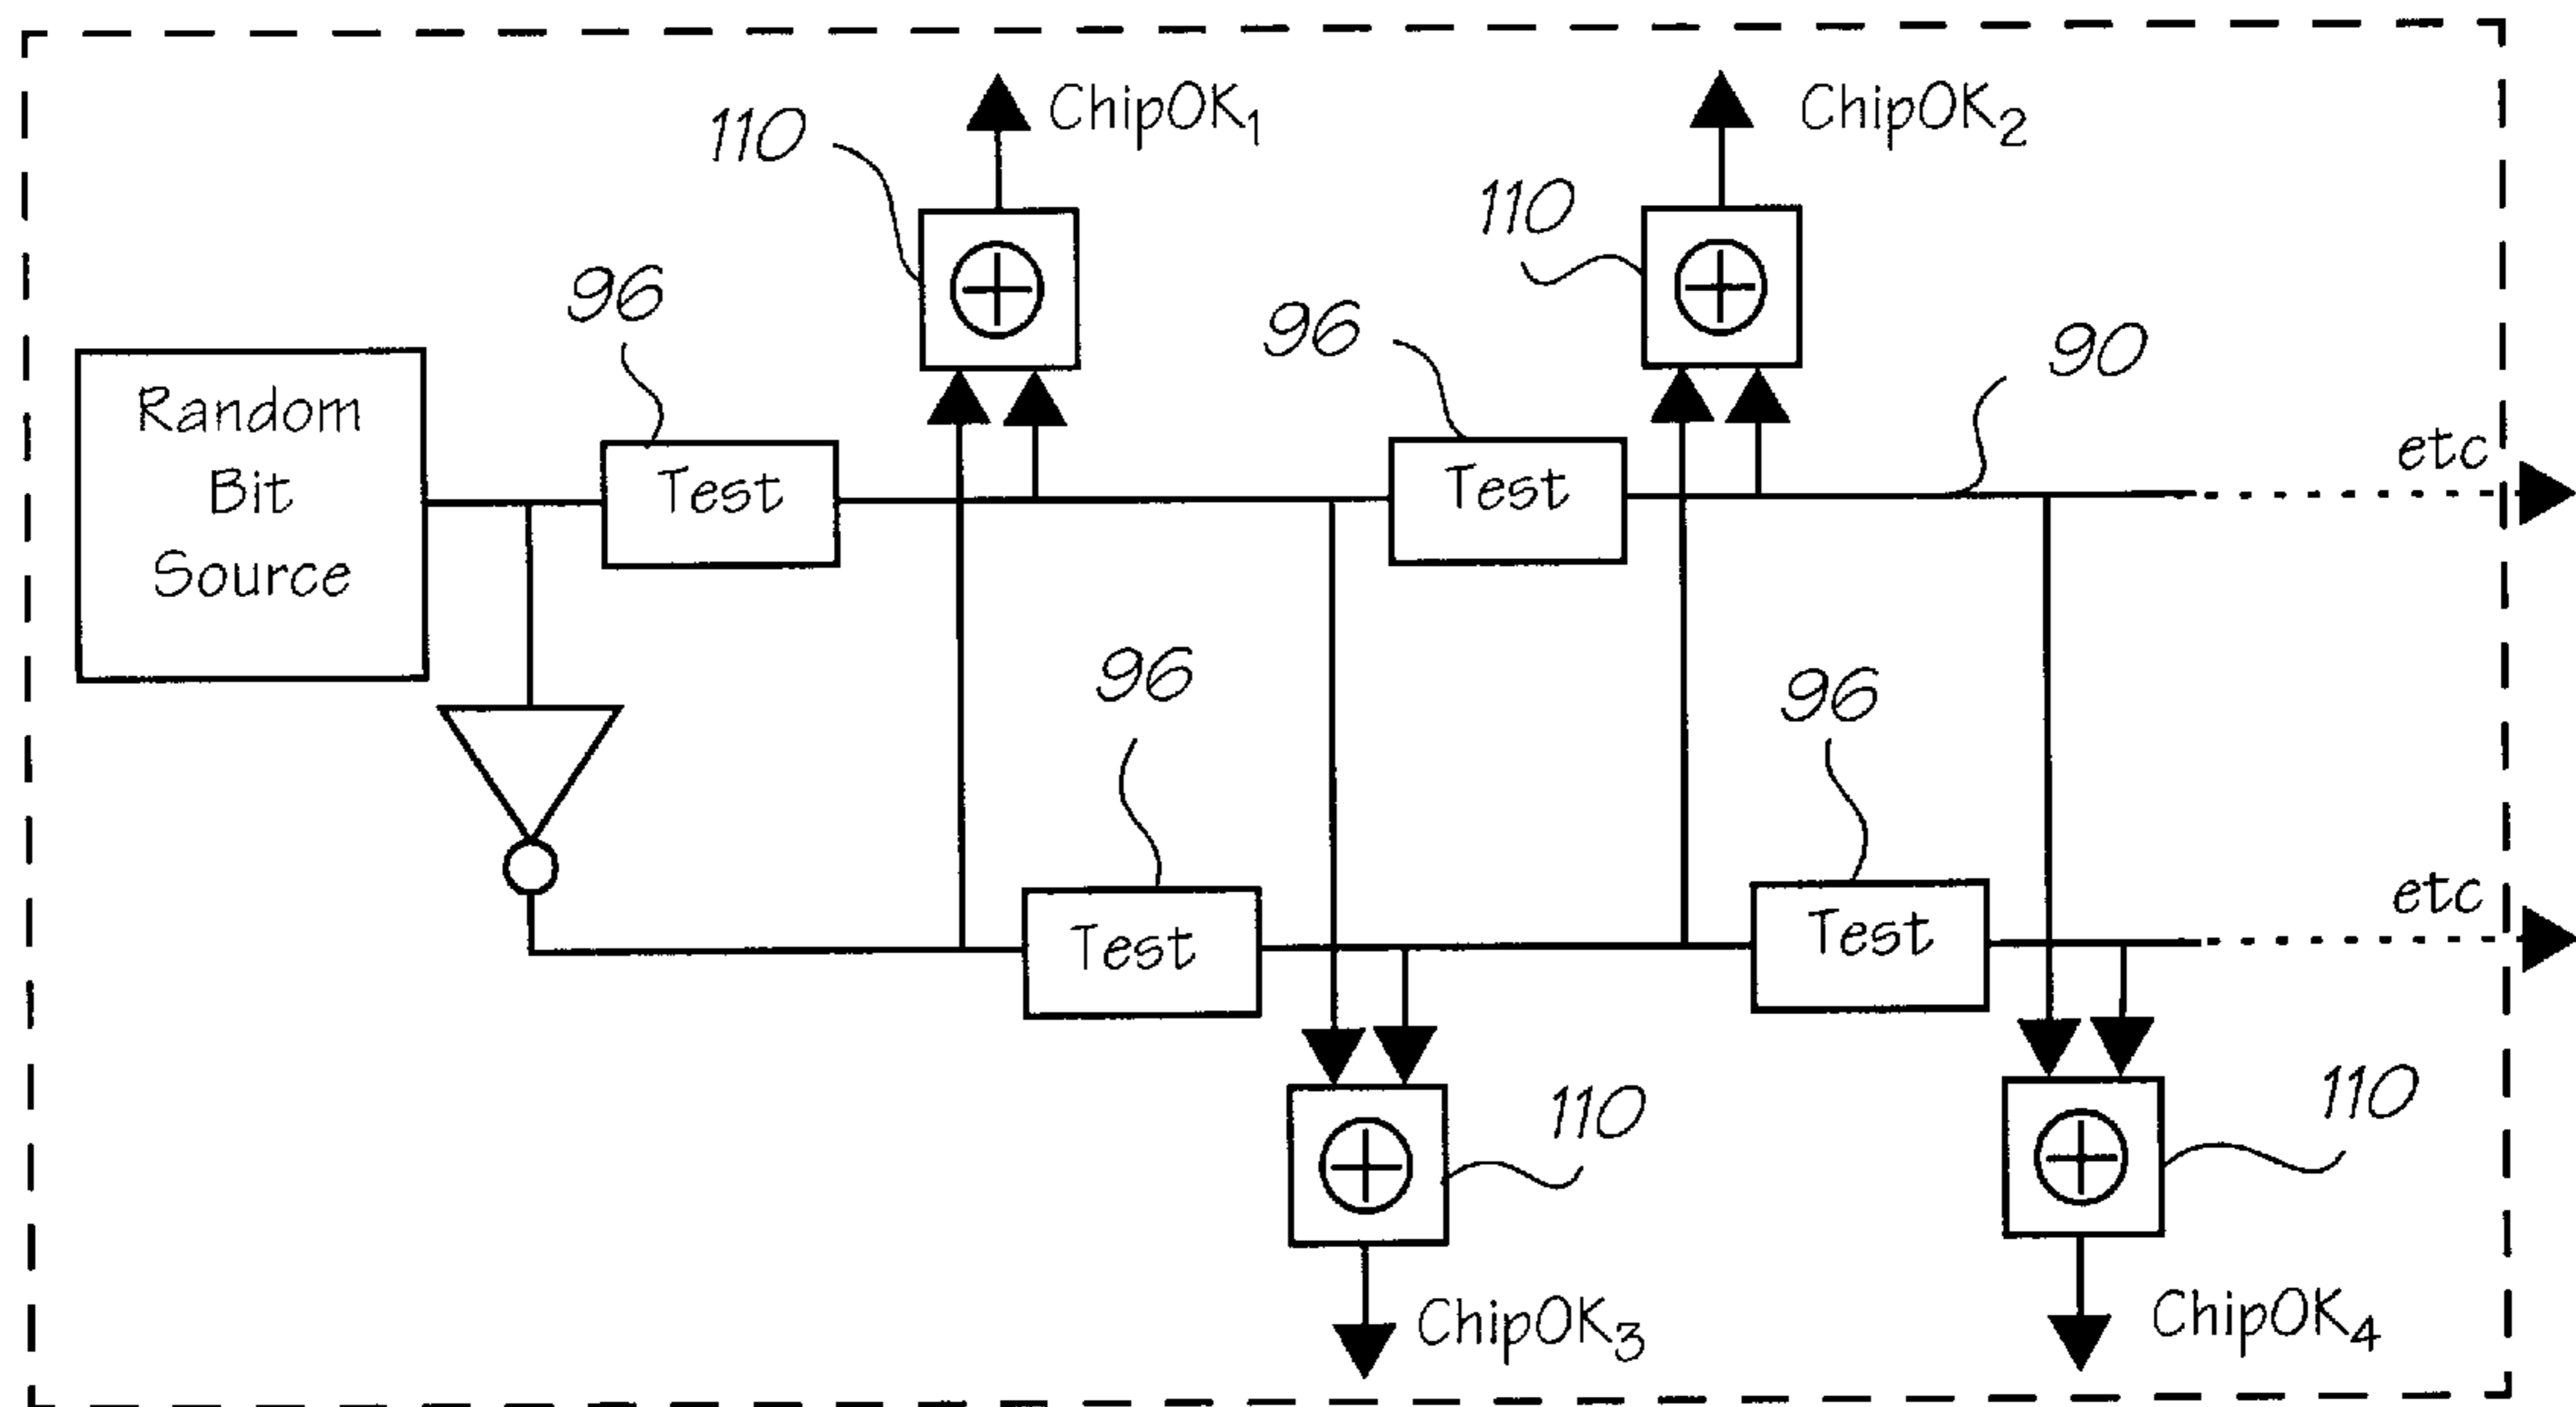 ChipOK₁
ChipOK₂
110
110
96
96
90
Random
Bit
Source
Test
Test
etc
96
96
Test
Test
etc
110
110
ChipOK₃
ChipOK₄